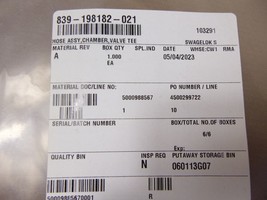 839-198182-021
103291
HOSE ASSY,CHAMBER,VALVE TEE
SWAGELOK S
MATERIAL REV BOX QTY SPL.IND DATE WHSE:CW1 RMA
A 1.000 05/04/2023
EA
MATERIAL DOC/LINE NO: PO NUMBER / LINE
5000988567 4500299722
1 10
SERIAL/BATCH NUMBER BOX/TOTAL NO.OF BOXES
6/6
Exp:
QUALITY BIN INSP REQ PUTAWAY STORAGE BIN
N 060113G07
50009885670001 R